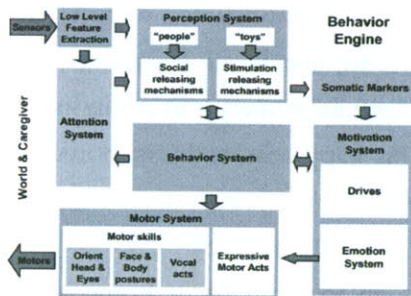 Sensors
Low Level
Feature
Extraction
Perception System
"people"
"toys"
Social
releasing
mechanisms
Stimulation
releasing
mechanisms
Behavior
Engine
Somatic Markers
World & Caregiver
Attention
System
Behavior System
Motivation
System
Drives
Emotion
System
Motor System
Motor skills
Orient
Head &
Eyes
Face &
Body
postures
Vocal
acts
Expressive
Motor Acts
Motors